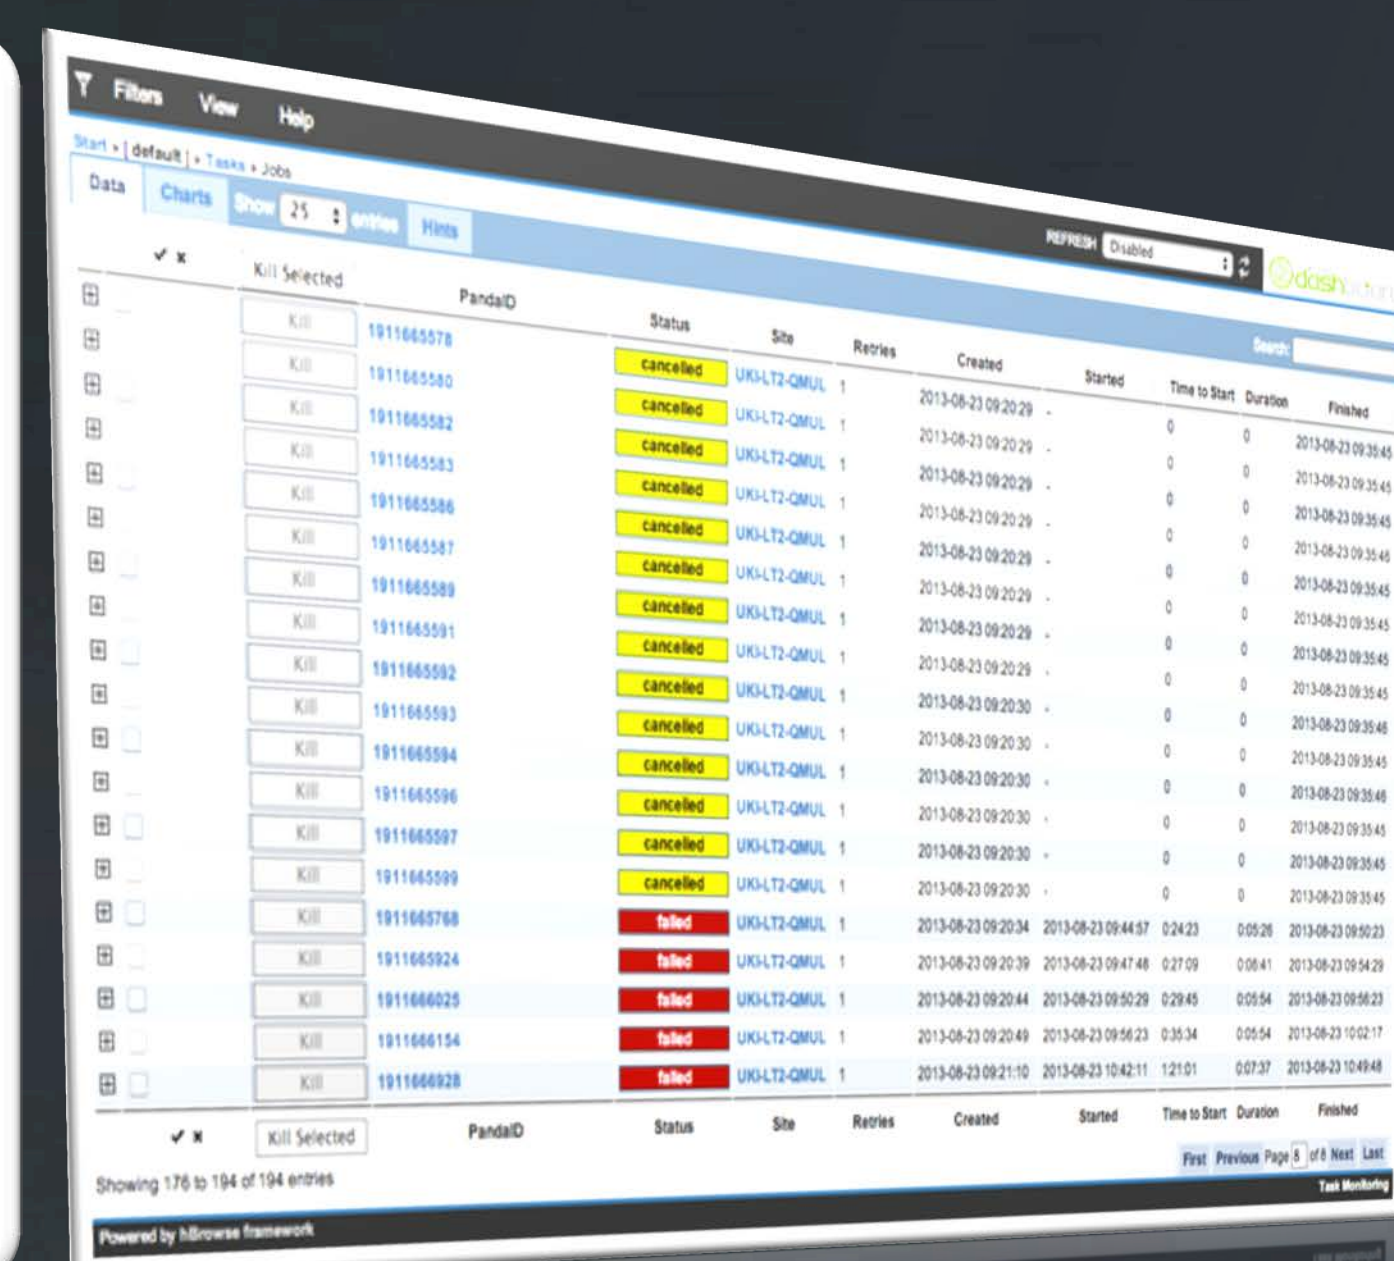 Filters View Help
Start » [ default ] » Tasks » Jobs
REFRESH Disabled
dashboard
Data Charts Show 25 entries Hints
Search:
Kill Selected PandaID Status Site Retries Created Started Time to Start Duration Finished
Kill 1911665578 cancelled UKI-LT2-QMUL 1 2013-08-23 09:20:29 - 0 0 2013-08-23 09:35:45
Kill 1911665580 cancelled UKI-LT2-QMUL 1 2013-08-23 09:20:29 - 0 0 2013-08-23 09:35:45
Kill 1911665582 cancelled UKI-LT2-QMUL 1 2013-08-23 09:20:29 - 0 0 2013-08-23 09:35:45
Kill 1911665583 cancelled UKI-LT2-QMUL 1 2013-08-23 09:20:29 - 0 0 2013-08-23 09:35:46
Kill 1911665586 cancelled UKI-LT2-QMUL 1 2013-08-23 09:20:29 - 0 0 2013-08-23 09:35:45
Kill 1911665587 cancelled UKI-LT2-QMUL 1 2013-08-23 09:20:29 - 0 0 2013-08-23 09:35:45
Kill 1911665589 cancelled UKI-LT2-QMUL 1 2013-08-23 09:20:29 - 0 0 2013-08-23 09:35:45
Kill 1911665591 cancelled UKI-LT2-QMUL 1 2013-08-23 09:20:29 - 0 0 2013-08-23 09:35:45
Kill 1911665592 cancelled UKI-LT2-QMUL 1 2013-08-23 09:20:30 - 0 0 2013-08-23 09:35:46
Kill 1911665593 cancelled UKI-LT2-QMUL 1 2013-08-23 09:20:30 - 0 0 2013-08-23 09:35:45
Kill 1911665594 cancelled UKI-LT2-QMUL 1 2013-08-23 09:20:30 - 0 0 2013-08-23 09:35:46
Kill 1911665596 cancelled UKI-LT2-QMUL 1 2013-08-23 09:20:30 - 0 0 2013-08-23 09:35:45
Kill 1911665597 cancelled UKI-LT2-QMUL 1 2013-08-23 09:20:30 - 0 0 2013-08-23 09:35:45
Kill 1911665599 cancelled UKI-LT2-QMUL 1 2013-08-23 09:20:30 - 0 0 2013-08-23 09:35:45
Kill 1911665768 failed UKI-LT2-QMUL 1 2013-08-23 09:20:34 2013-08-23 09:44:57 0:24:23 0:05:26 2013-08-23 09:50:23
Kill 1911665924 failed UKI-LT2-QMUL 1 2013-08-23 09:20:39 2013-08-23 09:47:48 0:27:09 0:06:41 2013-08-23 09:54:29
Kill 1911666025 failed UKI-LT2-QMUL 1 2013-08-23 09:20:44 2013-08-23 09:50:29 0:29:45 0:05:54 2013-08-23 09:56:23
Kill 1911666154 failed UKI-LT2-QMUL 1 2013-08-23 09:20:49 2013-08-23 09:56:23 0:35:34 0:05:54 2013-08-23 10:02:17
Kill 1911666928 failed UKI-LT2-QMUL 1 2013-08-23 09:21:10 2013-08-23 10:42:11 1:21:01 0:07:37 2013-08-23 10:49:48
Kill Selected PandaID Status Site Retries Created Started Time to Start Duration Finished
Showing 176 to 194 of 194 entries
First Previous Page 8 of 8 Next Last
Powered by hBrowse framework
Task Monitoring